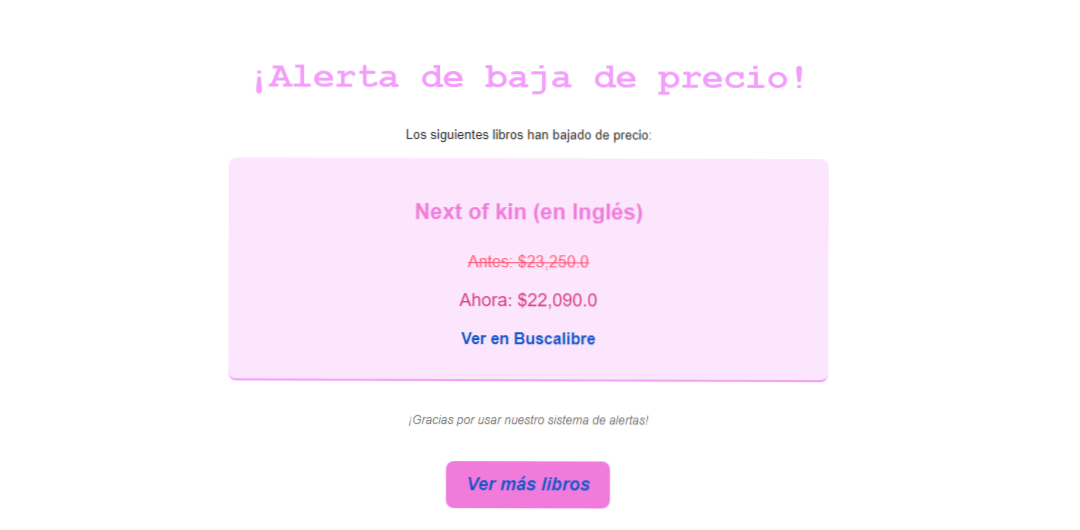 ¡Alerta de baja de precio!
Los siguientes libros han bajado de precio:
Next of kin (en Inglés)
Antes: $23,250.0
Ahora: $22,090.0
Ver en Buscalibre
¡Gracias por usar nuestro sistema de alertas!
Ver más libros